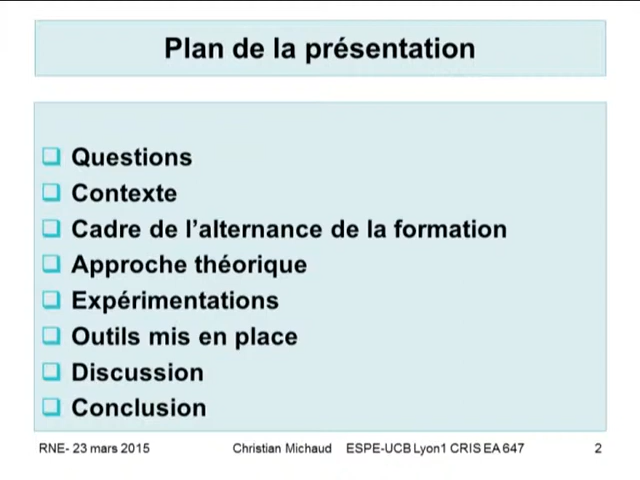 Plan de la présentation
Questions
Contexte
Cadre de l’alternance de la formation
Approche théorique
Expérimentations
Outils mis en place
Discussion
Conclusion
RNE- 23 mars 2015 Christian Michaud ESPE-UCB Lyon1 CRIS EA 647 2